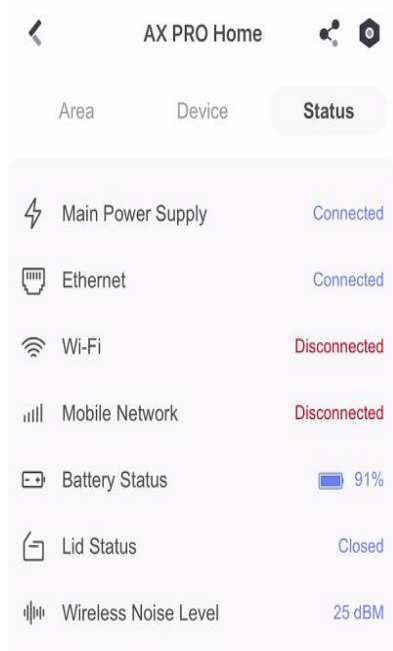 AX PRO Home
Area Device Status
Main Power Supply Connected
Ethernet Connected
Wi-Fi Disconnected
Mobile Network Disconnected
Battery Status 91%
Lid Status Closed
Wireless Noise Level 25 dBM